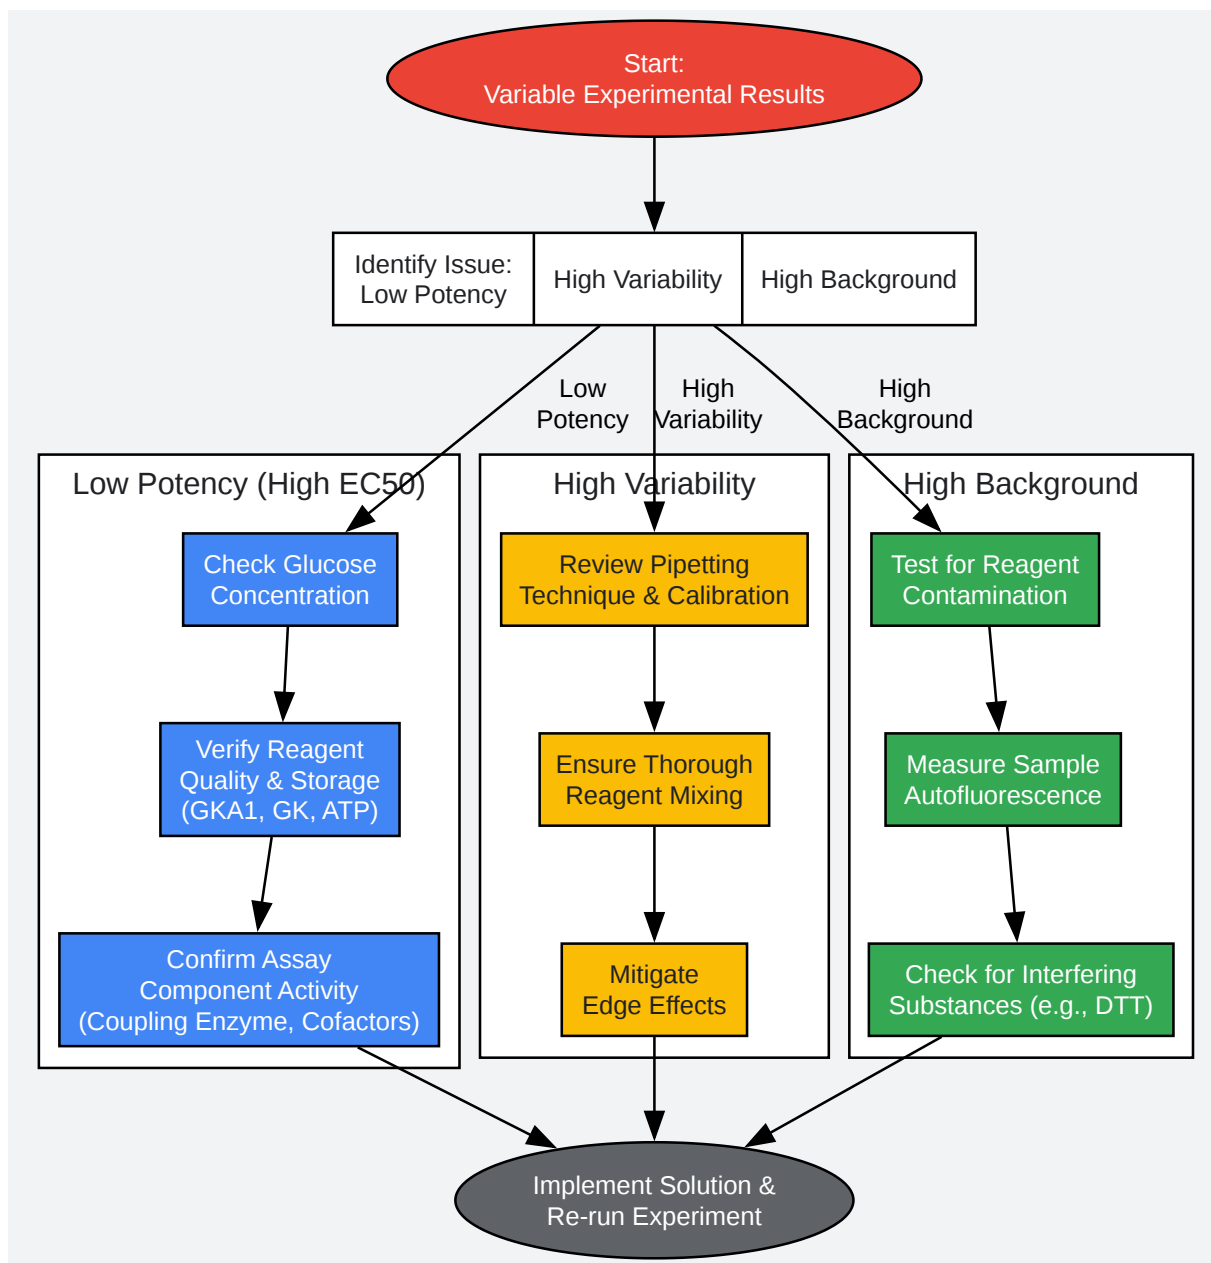 Start:
Variable Experimental Results
Identify Issue:
Low Potency
High Variability
High Background
Low
Potency
High
Variability
High
Background
Low Potency (High EC50)
Check Glucose
Concentration
Verify Reagent
Quality & Storage
(GKA1, GK, ATP)
Confirm Assay
Component Activity
(Coupling Enzyme, Cofactors)
High Variability
Review Pipetting
Technique & Calibration
Ensure Thorough
Reagent Mixing
Mitigate
Edge Effects
High Background
Test for Reagent
Contamination
Measure Sample
Autofluorescence
Check for Interfering
Substances (e.g., DTT)
Implement Solution &
Re-run Experiment